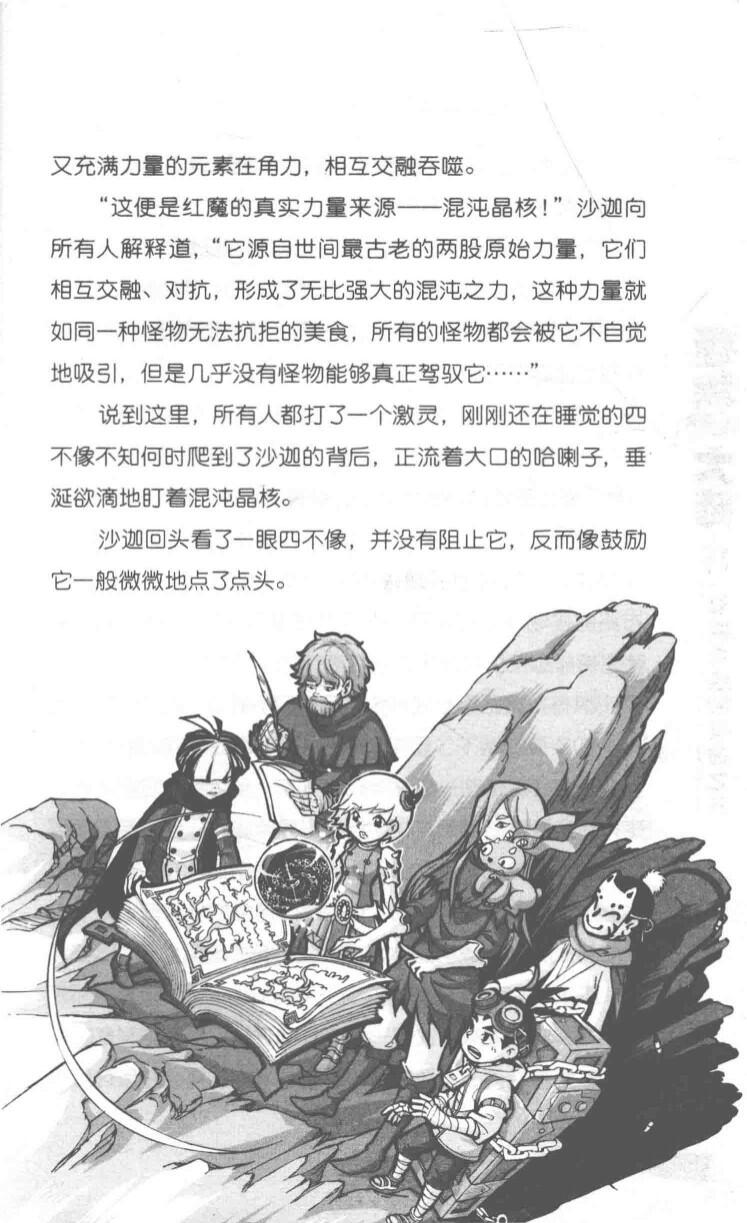 又充满力量的元素在角力，相互交融吞噬。
“这便是红魔的真实力量来源——混沌晶核！”沙迦向
所有人解释道，“它源自世间最古老的两股原始力量，它们
相互交融、对抗，形成了无比强大的混沌之力，这种力量就
如同一种怪物无法抗拒的美食，所有的怪物都会被它不自觉
地吸引，但是几乎没有怪物能够真正驾驭它……”
说到这里，所有人都打了一个激灵，刚刚还在睡觉的四
不像不知何时爬到了沙迦的背后，正流着大口的哈喇子，垂
涎欲滴地盯着混沌晶核。
沙迦回头看了一眼四不像，并没有阻止它，反而像鼓励
它一般微微地点了点头。